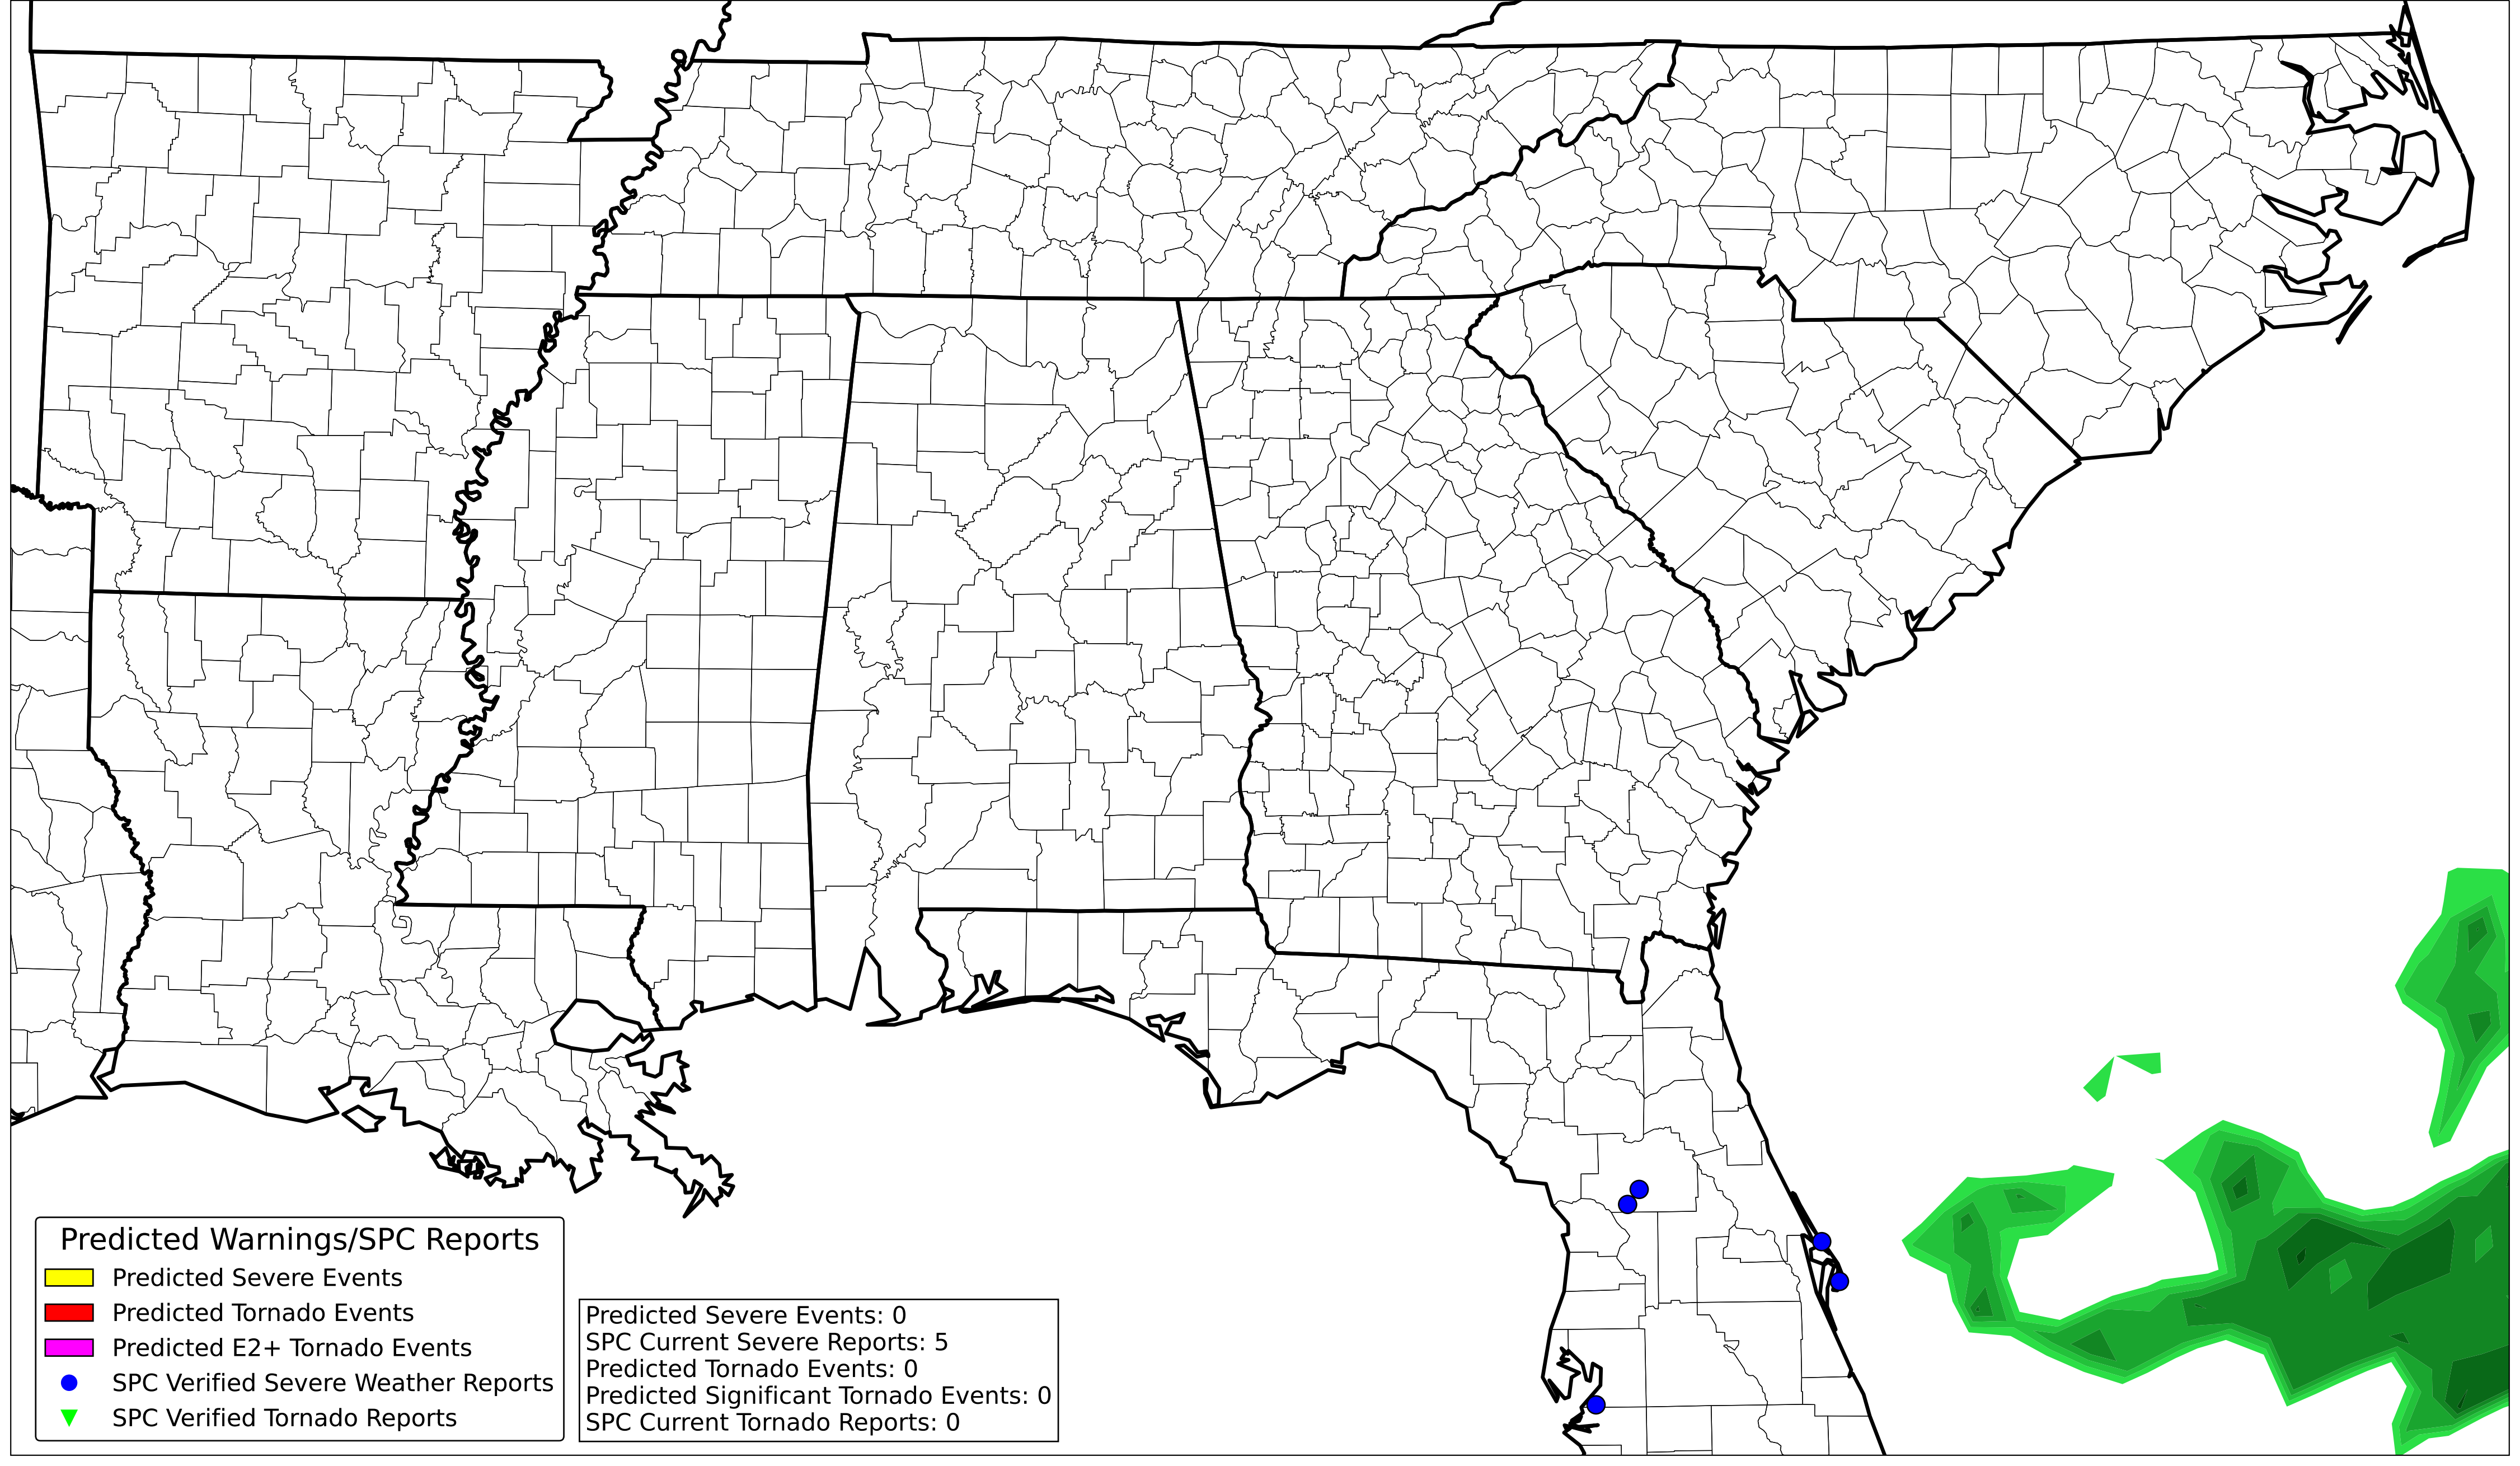 Predicted Warnings/SPC Reports
Predicted Severe Events
Predicted Tornado Events
Predicted E2+ Tornado Events
SPC Verified Severe Weather Reports
SPC Verified Tornado Reports
Predicted Severe Events: 0
SPC Current Severe Reports: 5
Predicted Tornado Events: 0
Predicted Significant Tornado Events: 0
SPC Current Tornado Reports: 0